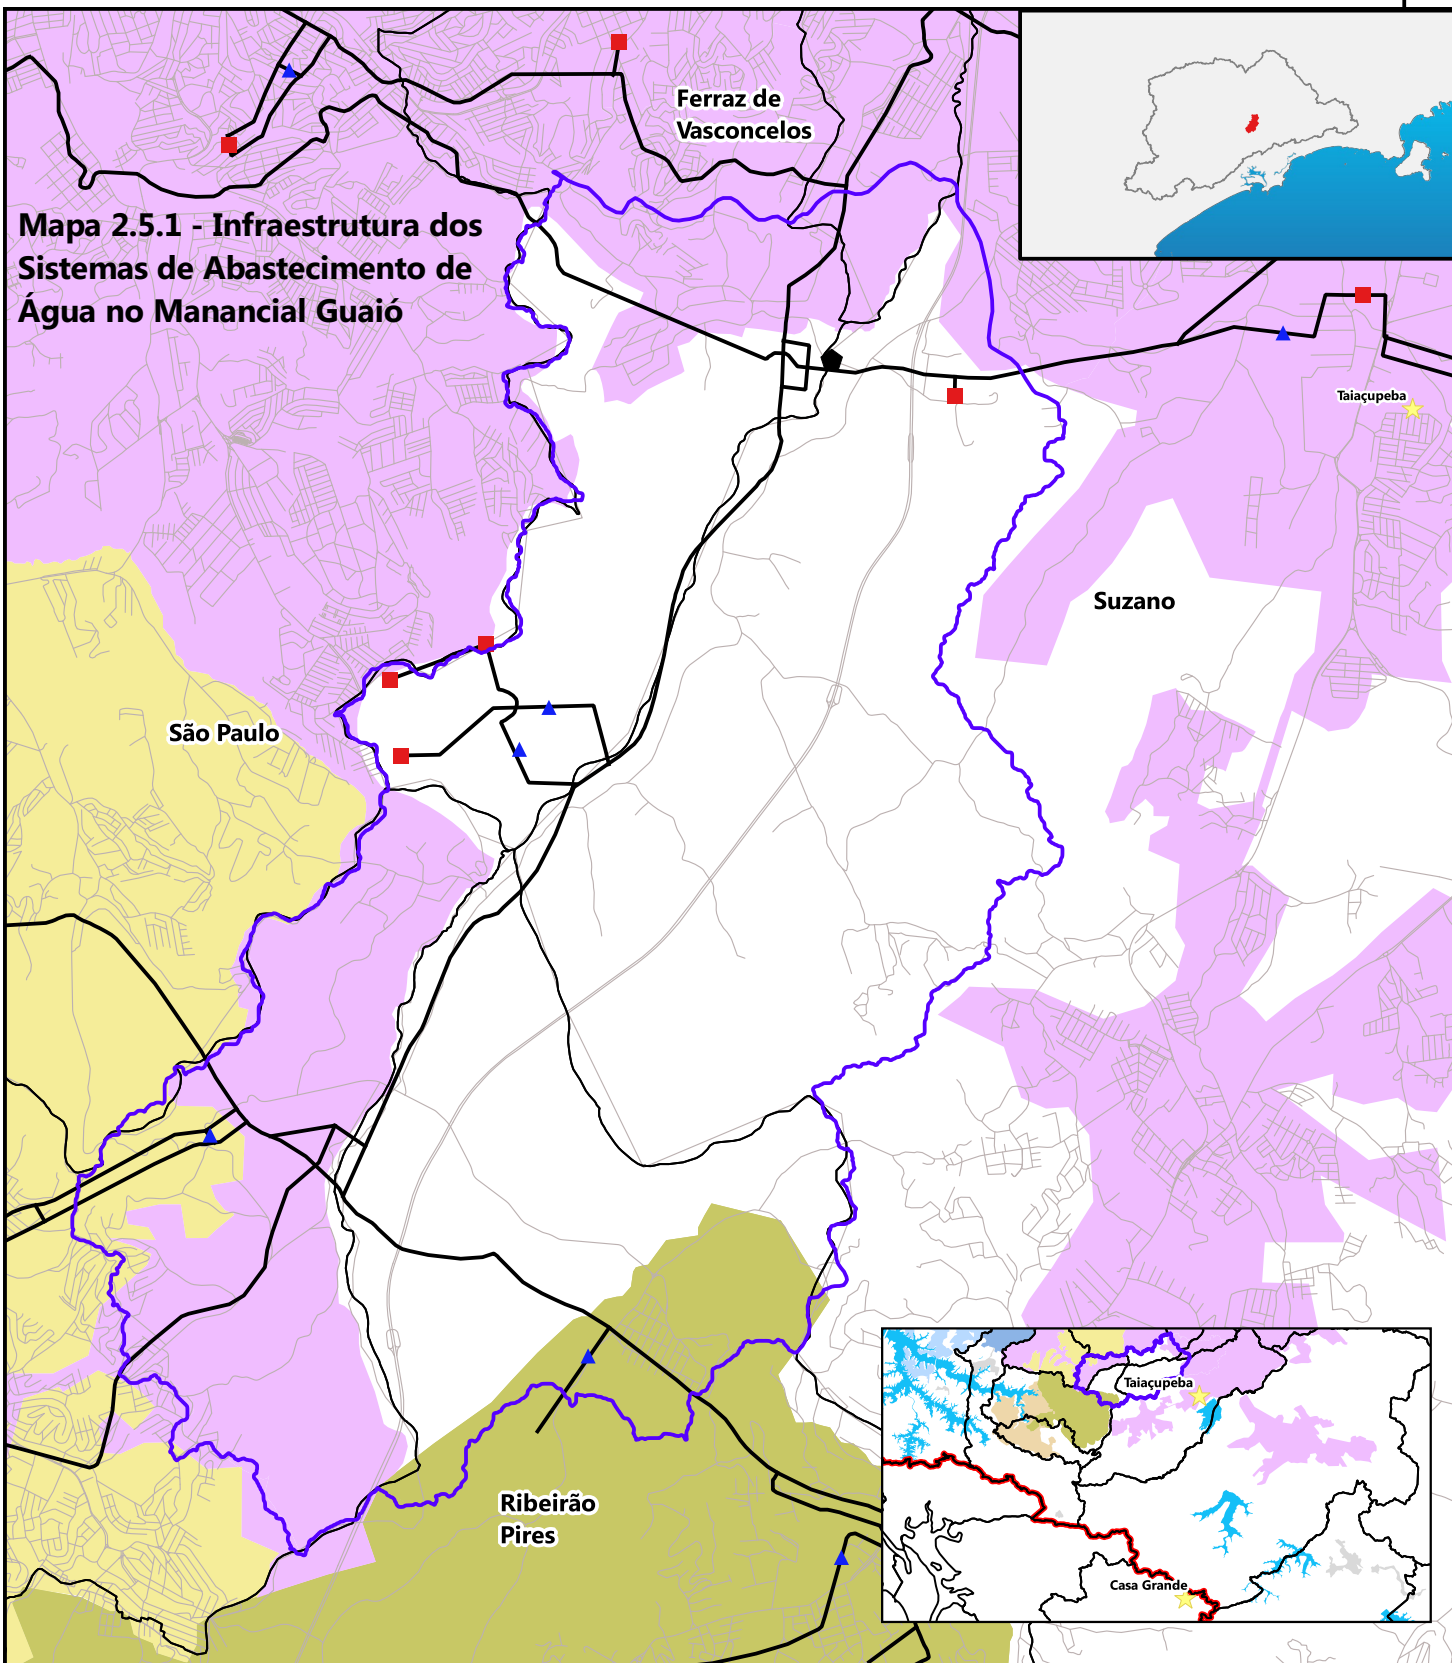 Ferraz de
Vasconcelos
Mapa 2.5.1 - Infraestrutura dos
Sistemas de Abastecimento de
Água no Manancial Guaió
Taiaçupeba
Suzano
São Paulo
Taiaçupeba
Ribeirão
Pires
Casa Grande